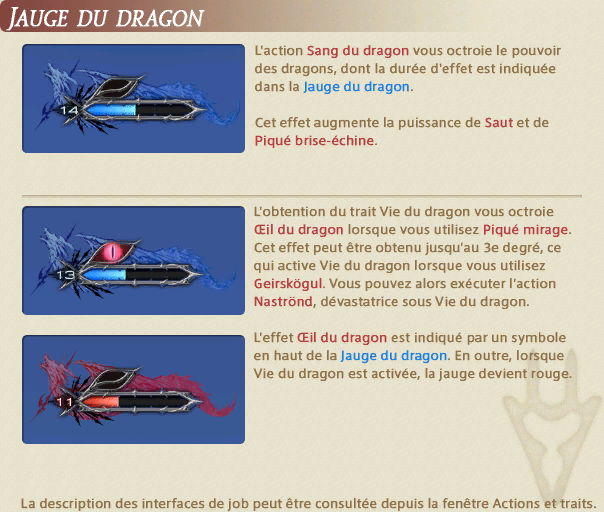 JAUGE DU DRAGON
L'action Sang du dragon vous octroie le pouvoir
des dragons, dont la durée d'effet est indiquée
dans la Jauge du dragon.
Cet effet augmente la puissance de Saut et de
Piqué brise-échine.
14
L'obtention du trait Vie du dragon vous octroie
Œil du dragon lorsque vous utilisez Piqué mirage.
Cet effet peut être obtenu jusqu'au 3e degré, ce
qui active Vie du dragon lorsque vous utilisez
Geirskögul. Vous pouvez alors exécuter l'action
Naströnd, dévastatrice sous Vie du dragon.
13
L'effet Œil du dragon est indiqué par un symbole
en haut de la Jauge du dragon. En outre, lorsque
Vie du dragon est activée, la jauge devient rouge.
11
La description des interfaces de job peut être consultée depuis la fenêtre Actions et traits.